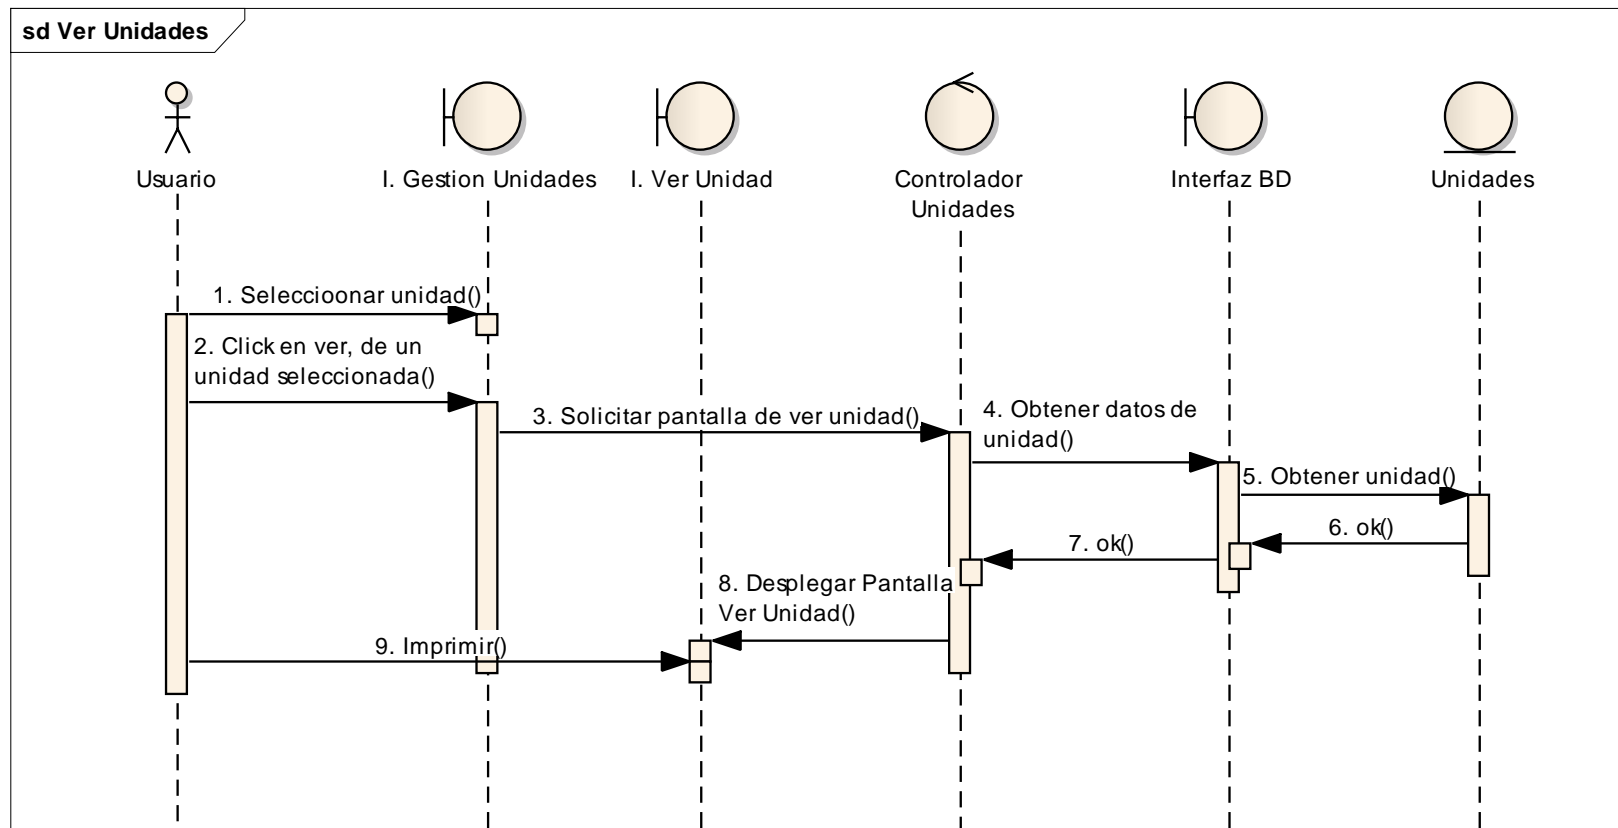 sd Ver Unidades
Usuario
I. Gestion Unidades
I. Ver Unidad
Controlador
Unidades
Interfaz BD
Unidades
1. Seleccioonar unidad()
2. Click en ver, de un
unidad seleccionada()
3. Solicitar pantalla de ver unidad()
4. Obtener datos de
unidad()
5. Obtener unidad()
6. ok()
7. ok()
8. Desplegar Pantalla
Ver Unidad()
9. Imprimir()